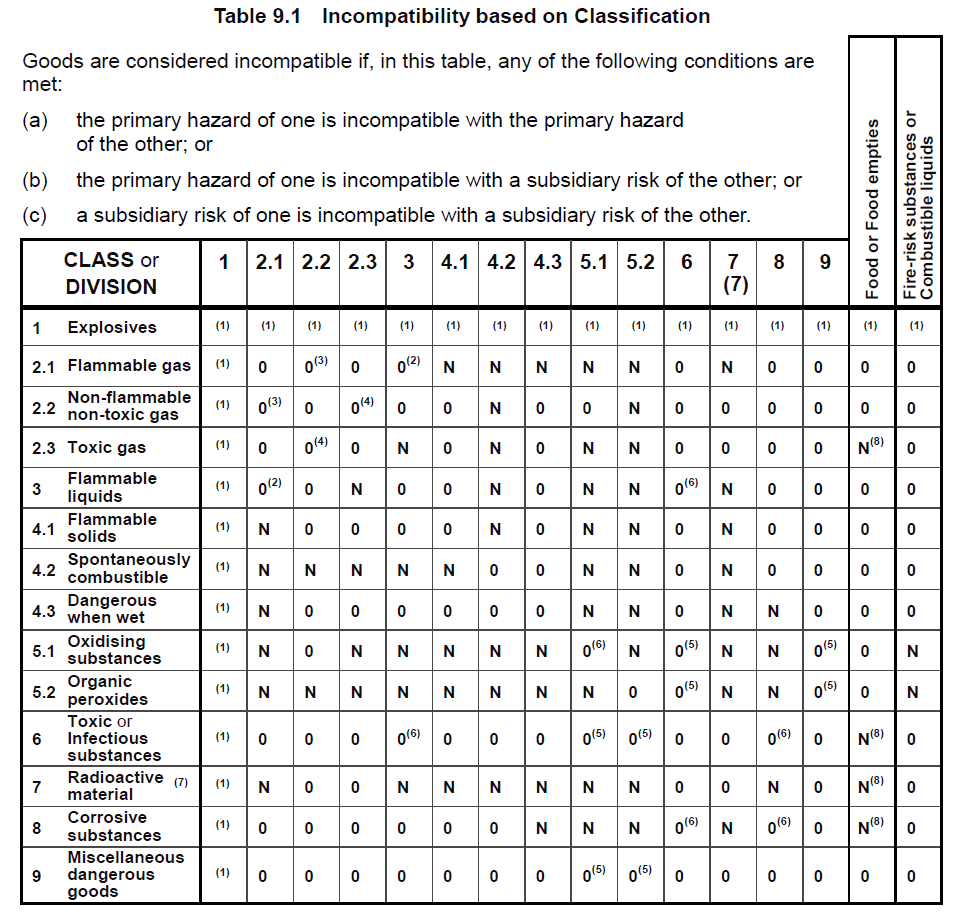 Table 9.1 Incompatibility based on Classification
Goods are considered incompatible if, in this table, any of the following conditions are
met:
(a) the primary hazard of one is incompatible with the primary hazard
of the other; or
(b) the primary hazard of one is incompatible with a subsidiary risk of the other; or
(c) a subsidiary risk of one is incompatible with a subsidiary risk of the other.
Food or Food empties
Fire-risk substances or
Combustible liquids
CLASS or
DIVISION
1 2.1 2.2 2.3 3 4.1 4.2 4.3 5.1 5.2 6 7 8 9
(7)
1 Explosives (1) (1) (1) (1) (1) (1) (1) (1) (1) (1) (1) (1) (1) (1) (1) (1)
2.1 Flammable gas (1) 0 0(3) 0 0(2) N N N N N 0 N 0 0 0 0
2.2 Non-flammable
non-toxic gas (1) 0(3) 0 0(4) 0 0 N 0 0 N 0 0 0 0 0 0
2.3 Toxic gas (1) 0 0(4) 0 N 0 N 0 N N 0 0 0 0 N(8) 0
3 Flammable
liquids (1) 0(2) 0 N 0 0 N 0 N N 0(6) N 0 0 0 0
4.1 Flammable
solids (1) N 0 0 0 0 N 0 N N 0 N 0 0 0 0
4.2 Spontaneously
combustible (1) N N N N N 0 0 N N 0 N 0 0 0 0
4.3 Dangerous
when wet (1) N 0 0 0 0 0 0 N N 0 N N 0 0 0
5.1 Oxidising
substances (1) N 0 N N N N N 0(6) N 0(5) N N 0(5) 0 N
5.2 Organic
peroxides (1) N N N N N N N N 0 0(5) N N 0(5) 0 N
6 Toxic or
Infectious
substances (1) 0 0 0 0(6) 0 0 0 0(5) 0(5) 0 0 0(6) 0 N(8) 0
7 Radioactive (7)
material (1) N 0 0 N N N N N N 0 0 N 0 N(8) 0
8 Corrosive
substances (1) 0 0 0 0 0 0 N N N 0(6) N 0(6) 0 N(8) 0
9 Miscellaneous
dangerous
goods (1) 0 0 0 0 0 0 0 0(5) 0(5) 0 0 0 0 0 0